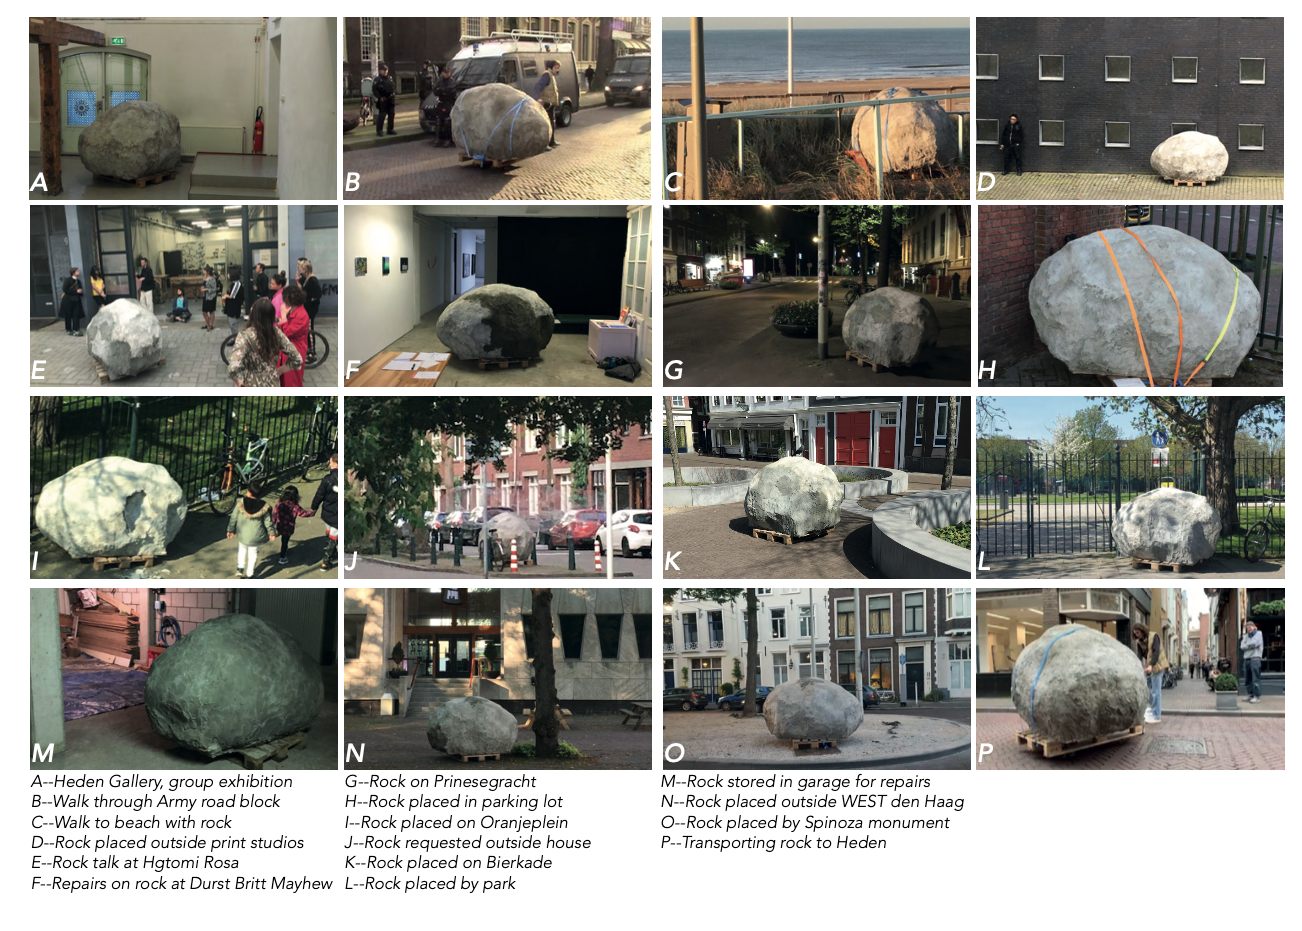 A
B
C
D
E
F
G
H
I
J
K
L
M
N
O
P
A--Heden Gallery, group exhibition
B--Walk through Army road block
C--Walk to beach with rock
D--Rock placed outside print studios
E--Rock talk at Hgtomi Rosa
F--Repairs on rock at Durst Britt Mayhew
G--Rock on Prinesegracht
H--Rock placed in parking lot
I--Rock placed on Oranjeplein
J--Rock requested outside house
K--Rock placed on Bierkade
L--Rock placed by park
M--Rock stored in garage for repairs
N--Rock placed outside WEST den Haag
O--Rock placed by Spinoza monument
P--Transporting rock to Heden